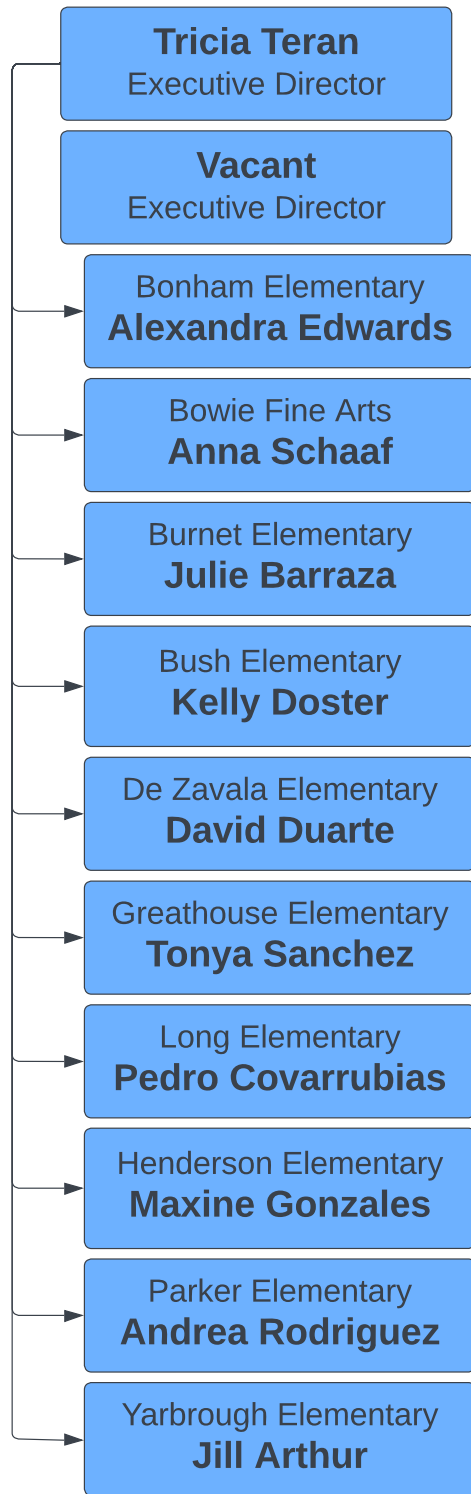 Tricia Teran
Executive Director
Vacant
Executive Director
Bonham Elementary
Alexandra Edwards
Bowie Fine Arts
Anna Schaaf
Burnet Elementary
Julie Barraza
Bush Elementary
Kelly Doster
De Zavala Elementary
David Duarte
Greathouse Elementary
Tonya Sanchez
Long Elementary
Pedro Covarrubias
Henderson Elementary
Maxine Gonzales
Parker Elementary
Andrea Rodriguez
Yarbrough Elementary
Jill Arthur